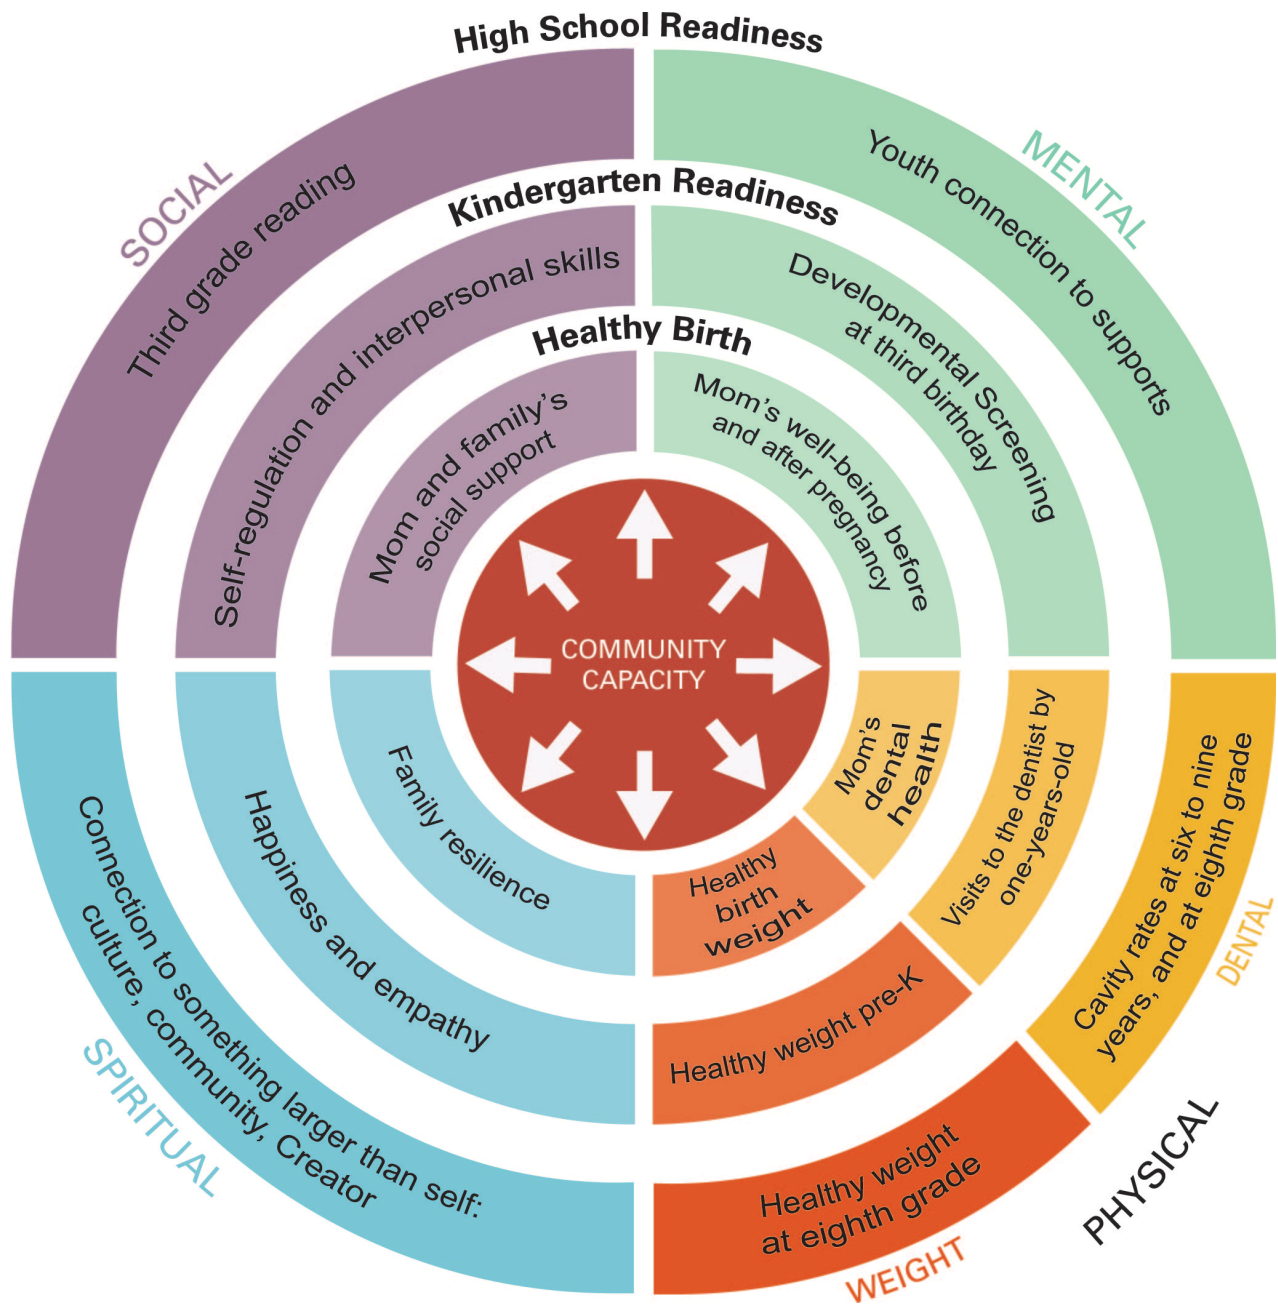 High School Readiness
SOCIAL
MENTAL
Third grade reading
Youth connection to supports
Kindergarten Readiness
Self-regulation and interpersonal skills
Developmental Screening
at third birthday
Healthy Birth
Mom and family's
social support
Mom's well-being before
and after pregnancy
COMMUNITY
CAPACITY
Family resilience
Happiness and empathy
Connection to something larger than self:
culture, community, Creator
SPIRITUAL
Mom's
dental
health
Visits to the dentist by
one-years-old
Cavity rates at six to nine
years, and at eighth grade
DENTAL
Healthy
birth
weight
Healthy weight pre-K
Healthy weight
at eighth grade
WEIGHT
PHYSICAL